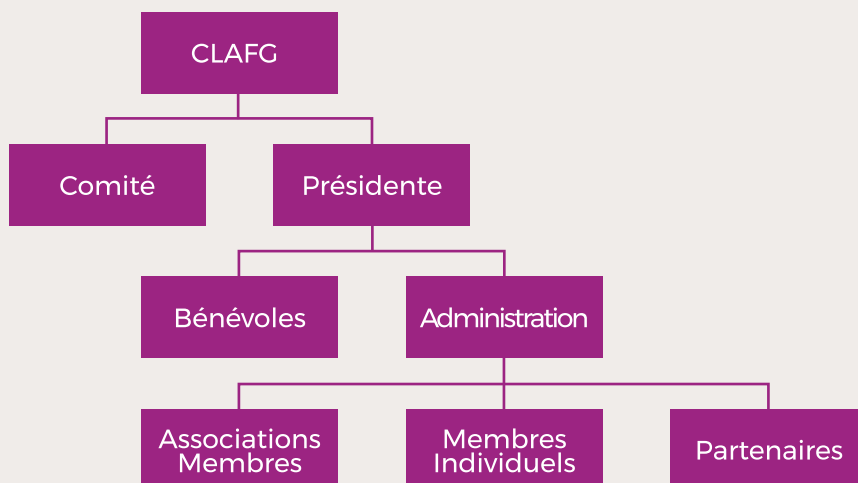 CLAFG
Comité
Présidente
Bénévoles
Administration
Associations
Membres
Membres
Individuels
Partenaires